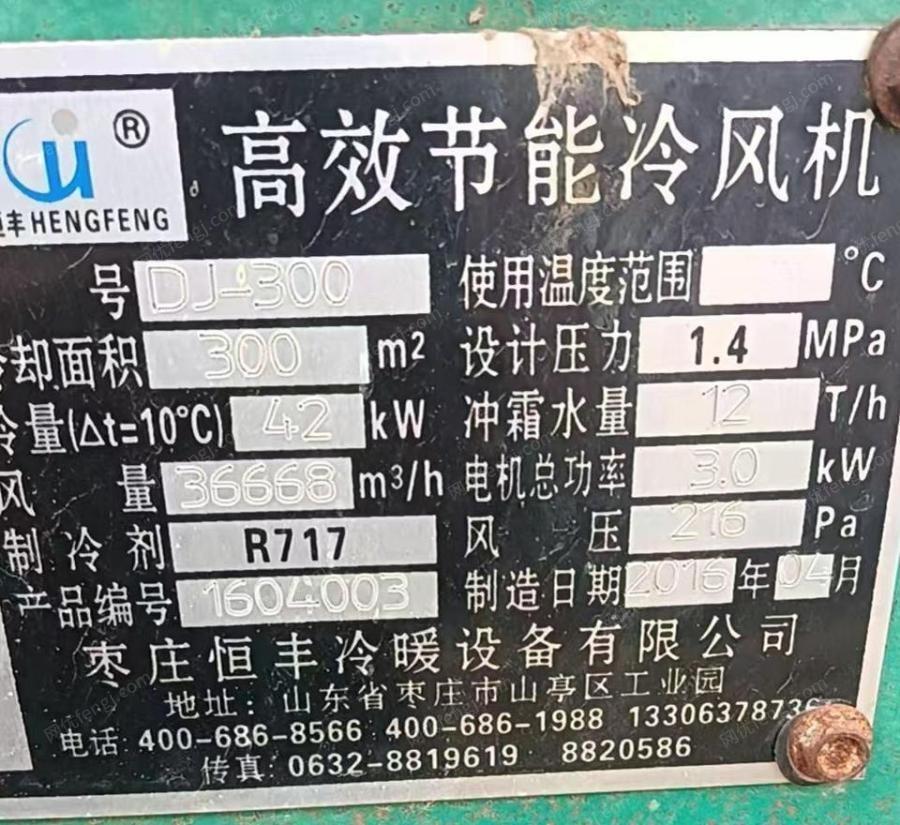 ®
高效节能冷风机
丰HENGFENG
号 DJ-300 使用温度范围 °C
却面积 300 m2 设计压力 1.4 MPa
冷量(Δt=10°C) 42 kW 冲霜水量 12 T/h
风量 36668 m3/h 电机总功率 3.0 kW
制冷剂 R717 风压 216 Pa
产品编号 1604003 制造日期 2016年04月
枣庄恒丰冷暖设备有限公司
地址：山东省枣庄市山亭区工业园
电话:400-686-8566 400-686-1988 1330637873
传真:0632-8819619 8820586